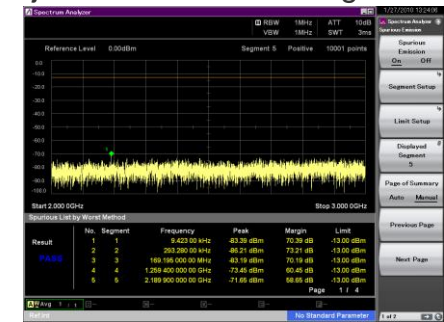 Spectrum Analyzer
1/27/2010 13:24:06
RBW 1MHz ATT 10dB
VBW 1MHz SWT 3ms
Reference Level 0.00dBm Segment 5 Positive 10001 points
0.0
-10.0
-20.0
-30.0
-40.0
-50.0
-60.0
-70.0
-80.0
-90.0
-100.0
Start 2.000 0GHz Stop 3.000 0GHz
Spurious List by Worst Method
No. Segment Frequency Peak Margin Limit
Result 1 1 9.423 00 kHz -83.39 dBm 70.39 dB -13.00 dBm
PASS 2 2 293.280 00 kHz -86.21 dBm 73.21 dB -13.00 dBm
3 3 169.195 000 00 MHz -83.19 dBm 70.19 dB -13.00 dBm
4 4 1.259 400 000 00 GHz -73.45 dBm 60.45 dB -13.00 dBm
5 5 2.189 900 000 00 GHz -71.65 dBm 58.65 dB -13.00 dBm
Page 1 / 4
Avg
Ref.Int No Standard Parameter
Spectrum Analyzer
Spurious Emission
Spurious
Emission
On Off
Segment Setup
Limit Setup
Displayed
Segment
5
Page of Summary
Auto Manual
Previous Page
Next Page
1 of 2